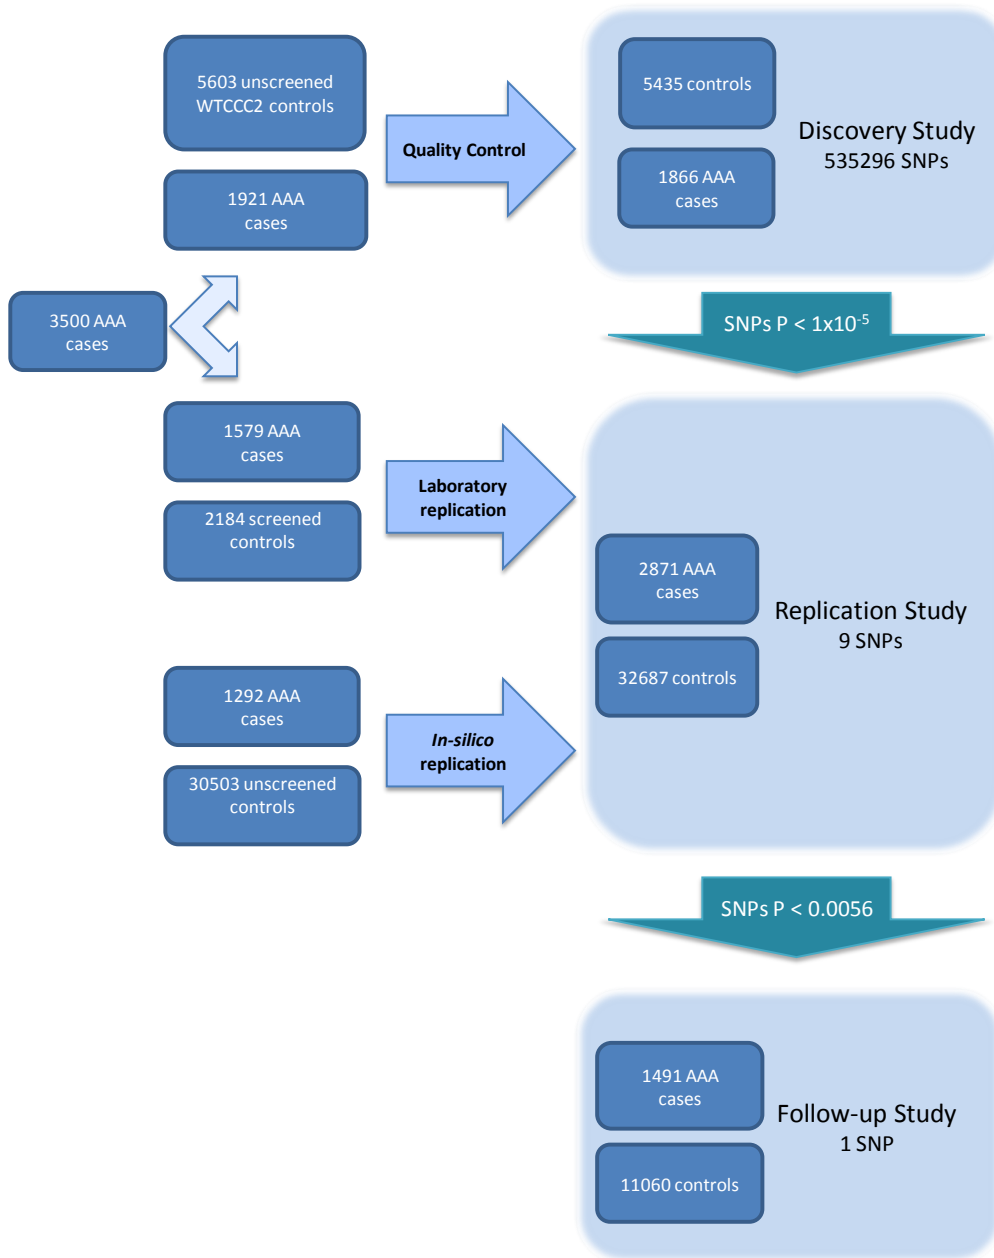 5603 unscreened
WTCCC2 controls
1921 AAA
cases
Quality Control
5435 controls
1866 AAA
cases
Discovery Study
535296 SNPs
3500 AAA
cases
SNPs P < 1x10⁻⁵
1579 AAA
cases
2184 screened
controls
Laboratory
replication
1292 AAA
cases
30503 unscreened
controls
In-silico
replication
2871 AAA
cases
32687 controls
Replication Study
9 SNPs
SNPs P < 0.0056
1491 AAA
cases
11060 controls
Follow-up Study
1 SNP